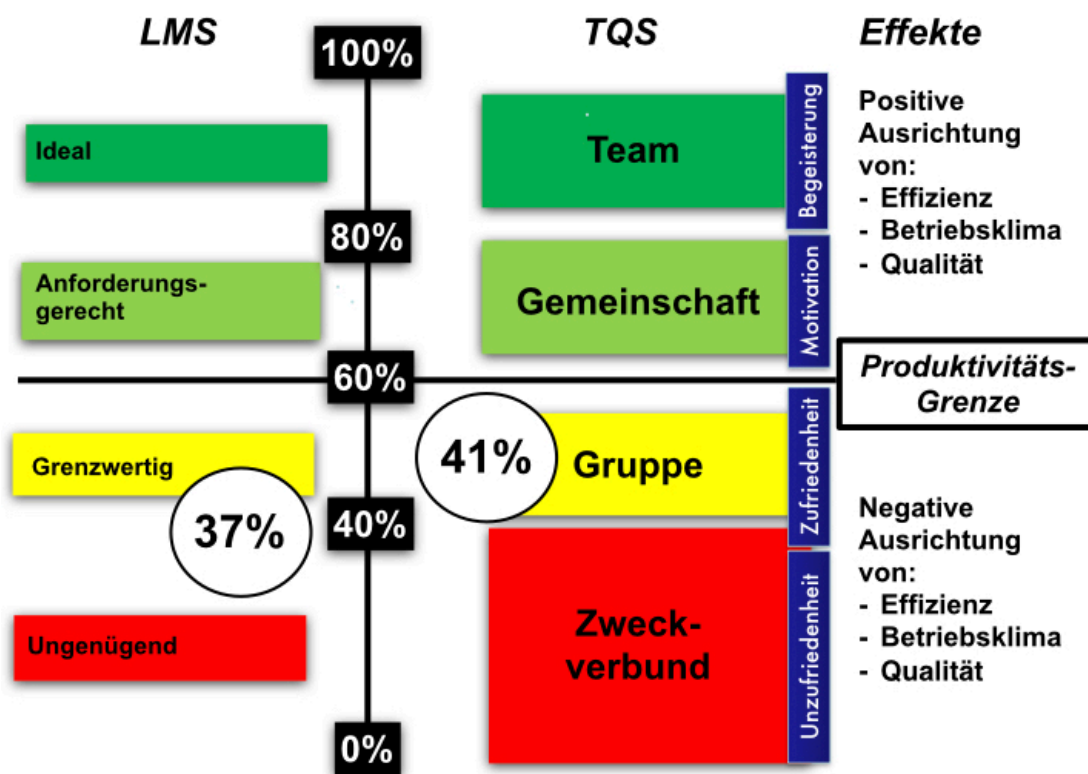 LMS
TQS
Effekte
100%
Ideal
Team
Begeisterung
Positive
Ausrichtung
von:
- Effizienz
- Betriebsklima
- Qualität
80%
Anforderungs-
gerecht
Gemeinschaft
Motivation
60%
Produktivitäts-
Grenze
Grenzwertig
37%
41%
Gruppe
Zufriedenheit
40%
Negative
Ausrichtung
von:
- Effizienz
- Betriebsklima
- Qualität
Ungenügend
Zweck-
verbund
Unzufriedenheit
0%